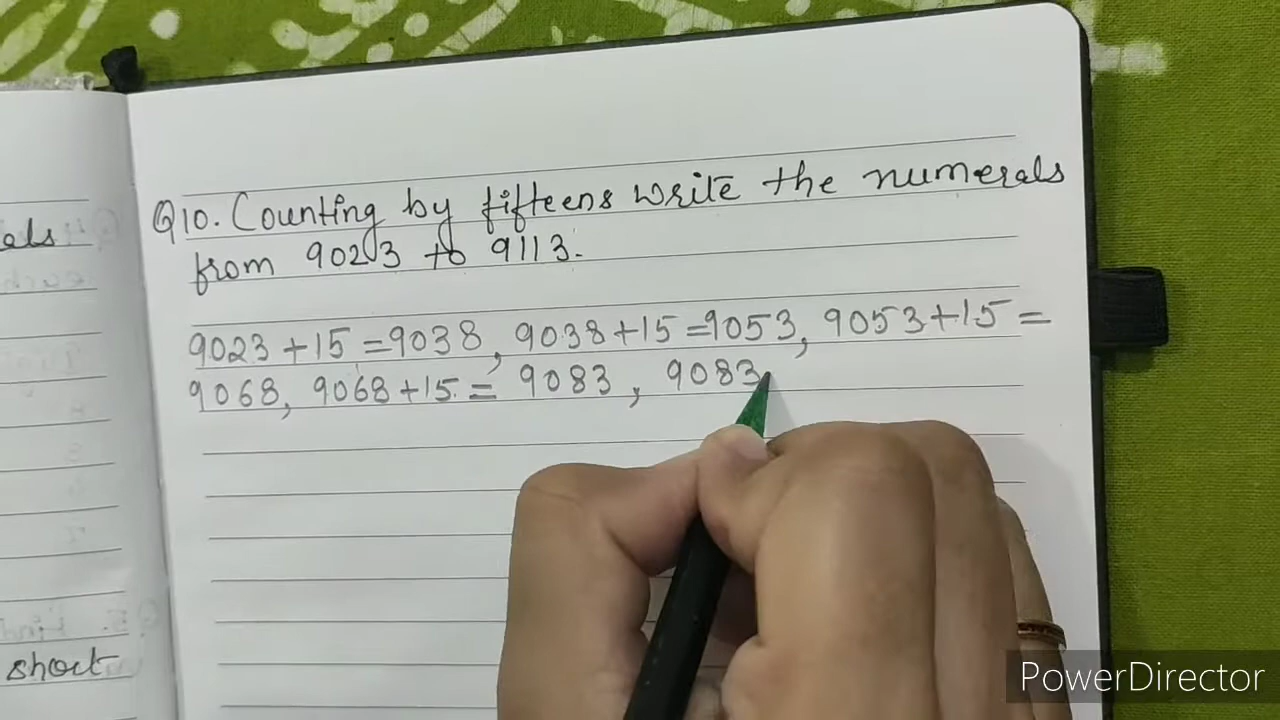 als
short
Q10. Counting by fifteens write the numerals
from 9023 to 9113.
9023 + 15 = 9038, 9038 + 15 = 9053, 9053 + 15 =
9068, 9068 + 15 = 9083, 9083
PowerDirector